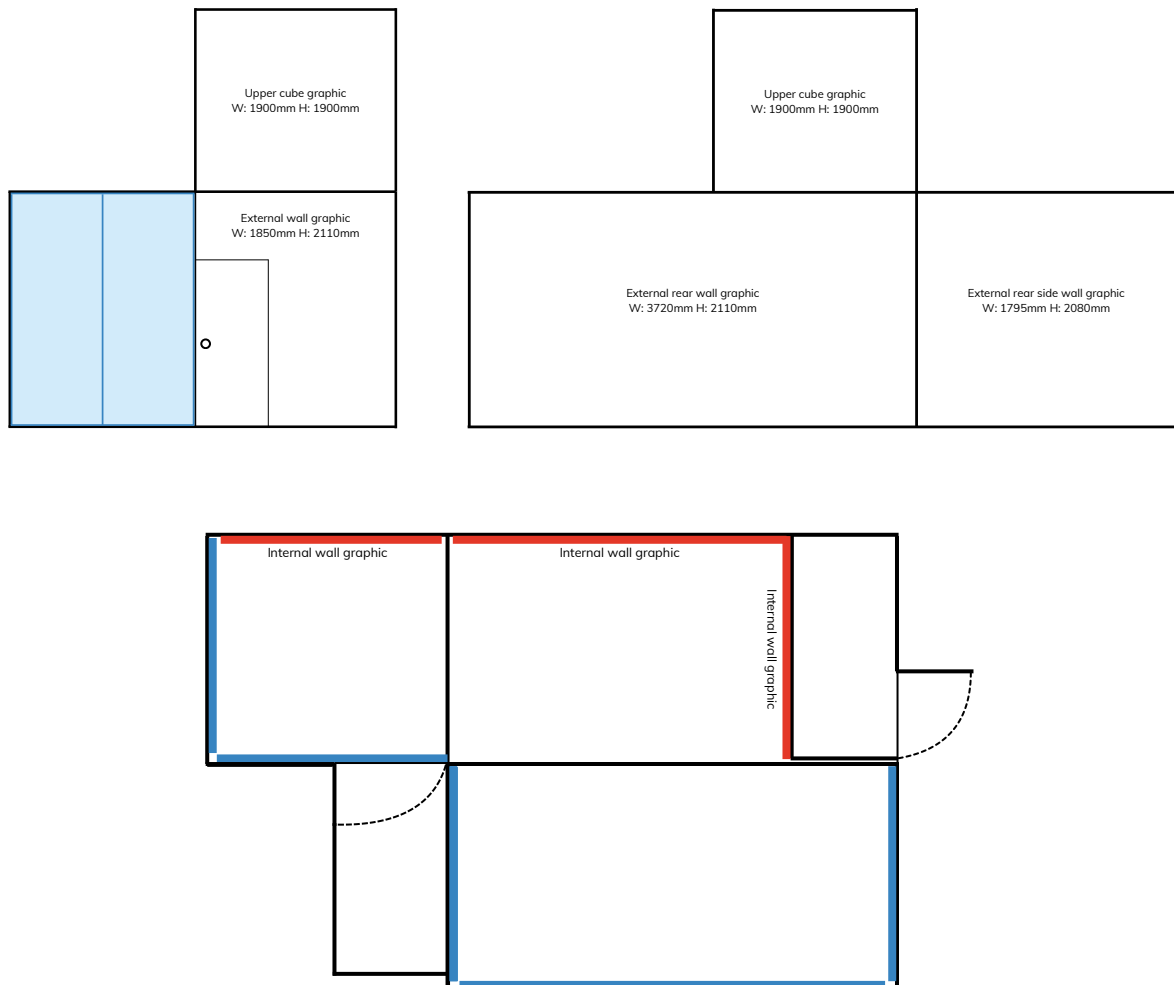 Upper cube graphic
W: 1900mm H: 1900mm
Upper cube graphic
W: 1900mm H: 1900mm
External wall graphic
W: 1850mm H: 2110mm
External rear wall graphic
W: 3720mm H: 2110mm
External rear side wall graphic
W: 1795mm H: 2080mm
Internal wall graphic
Internal wall graphic
Internal wall graphic